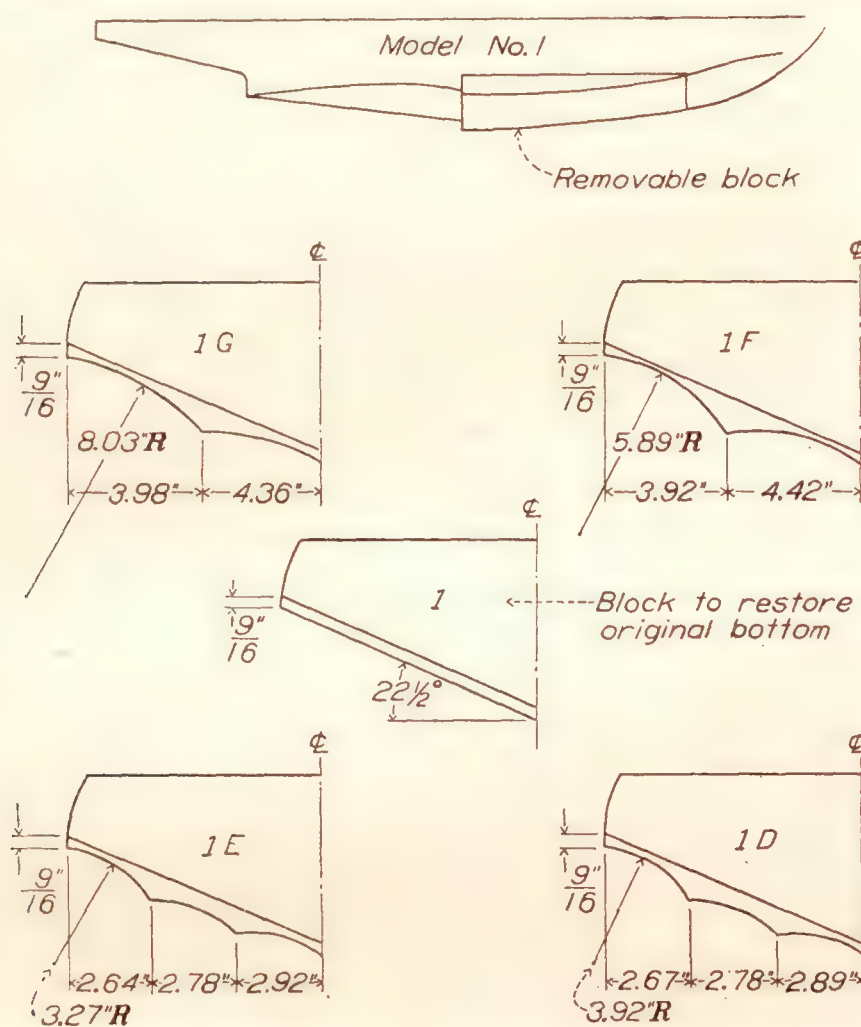 Model No. 1
Removable block
℄
1G
9"/16
8.03"R
3.98"
4.36"
℄
1F
9"/16
5.89"R
3.92"
4.42"
℄
1
9"/16
22½°
Block to restore
original bottom
℄
1E
9"/16
2.64"
2.78"
2.92"
3.27"R
℄
1D
9"/16
2.67"
2.78"
2.89"
3.92"R